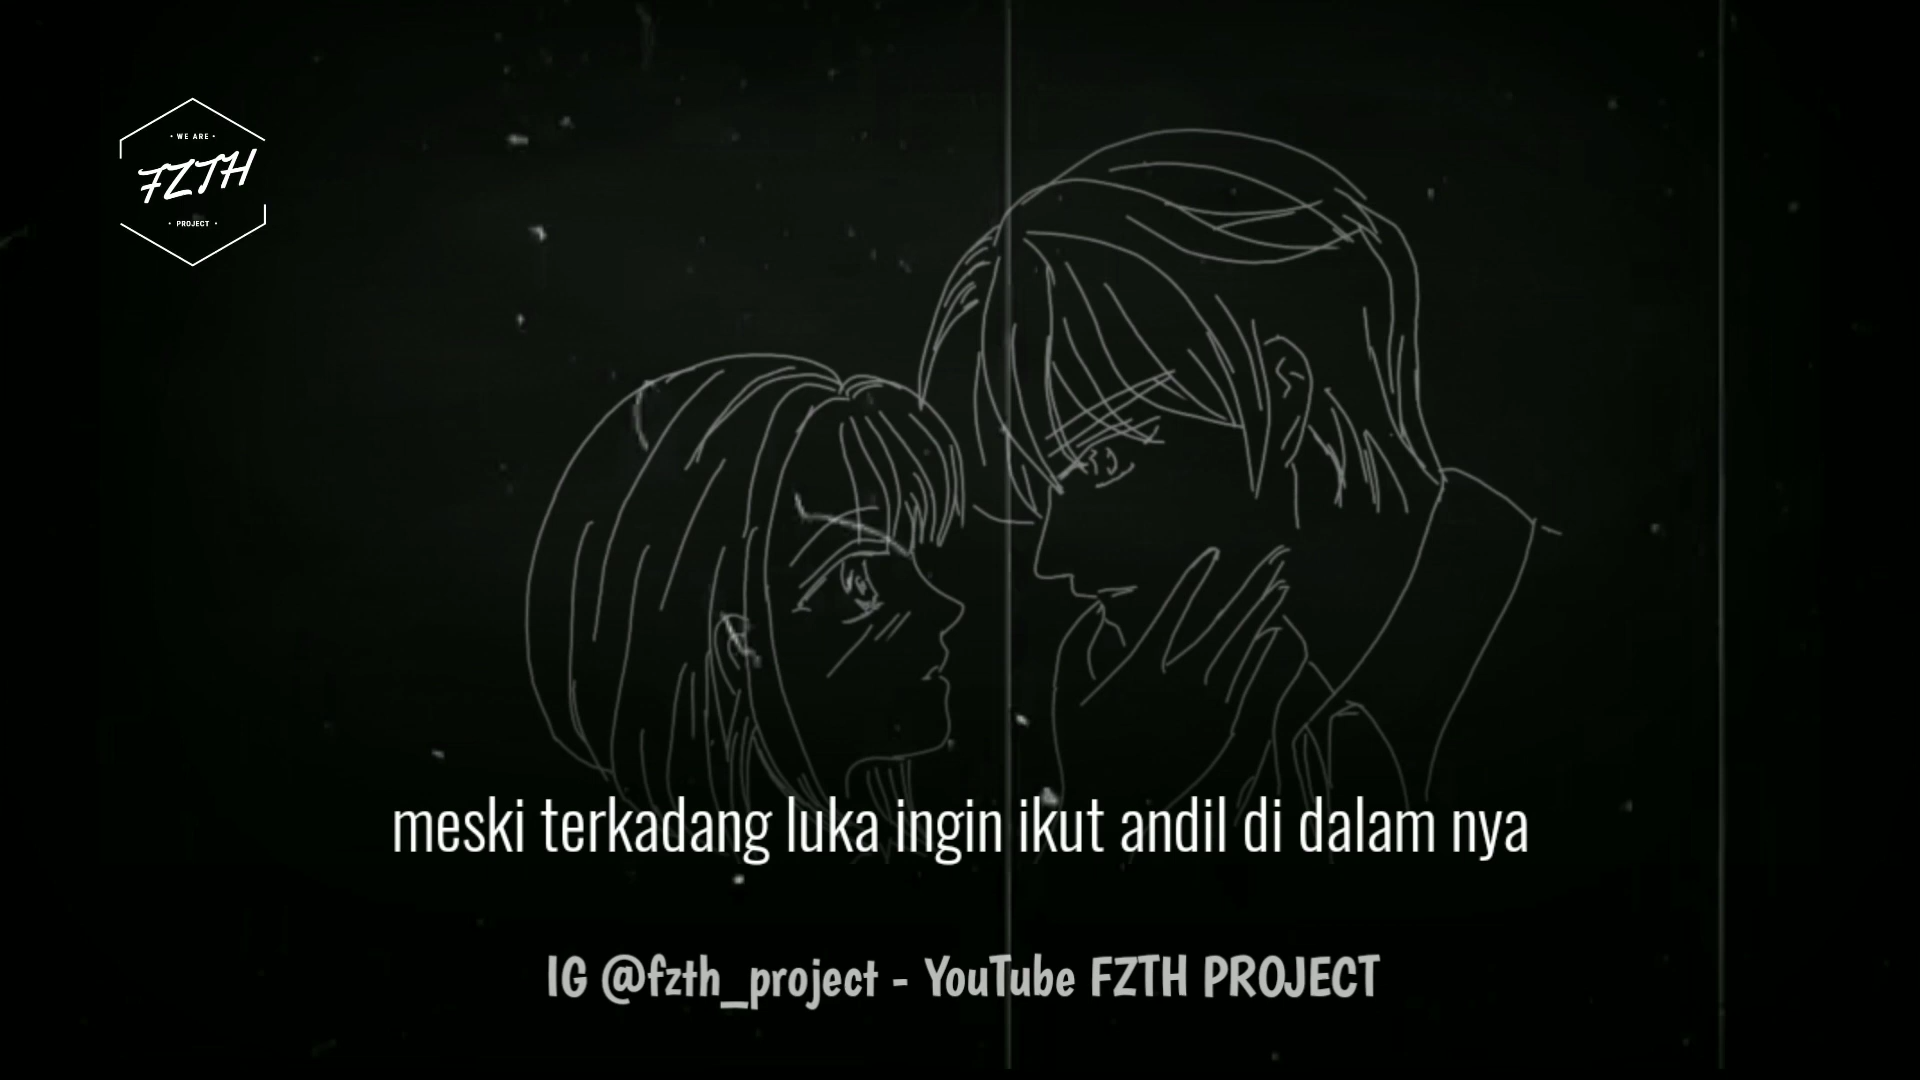 • WE ARE •
FZTH
• PROJECT •
meski terkadang luka ingin ikut andil di dalam nya
IG @fzth_project - YouTube FZTH PROJECT